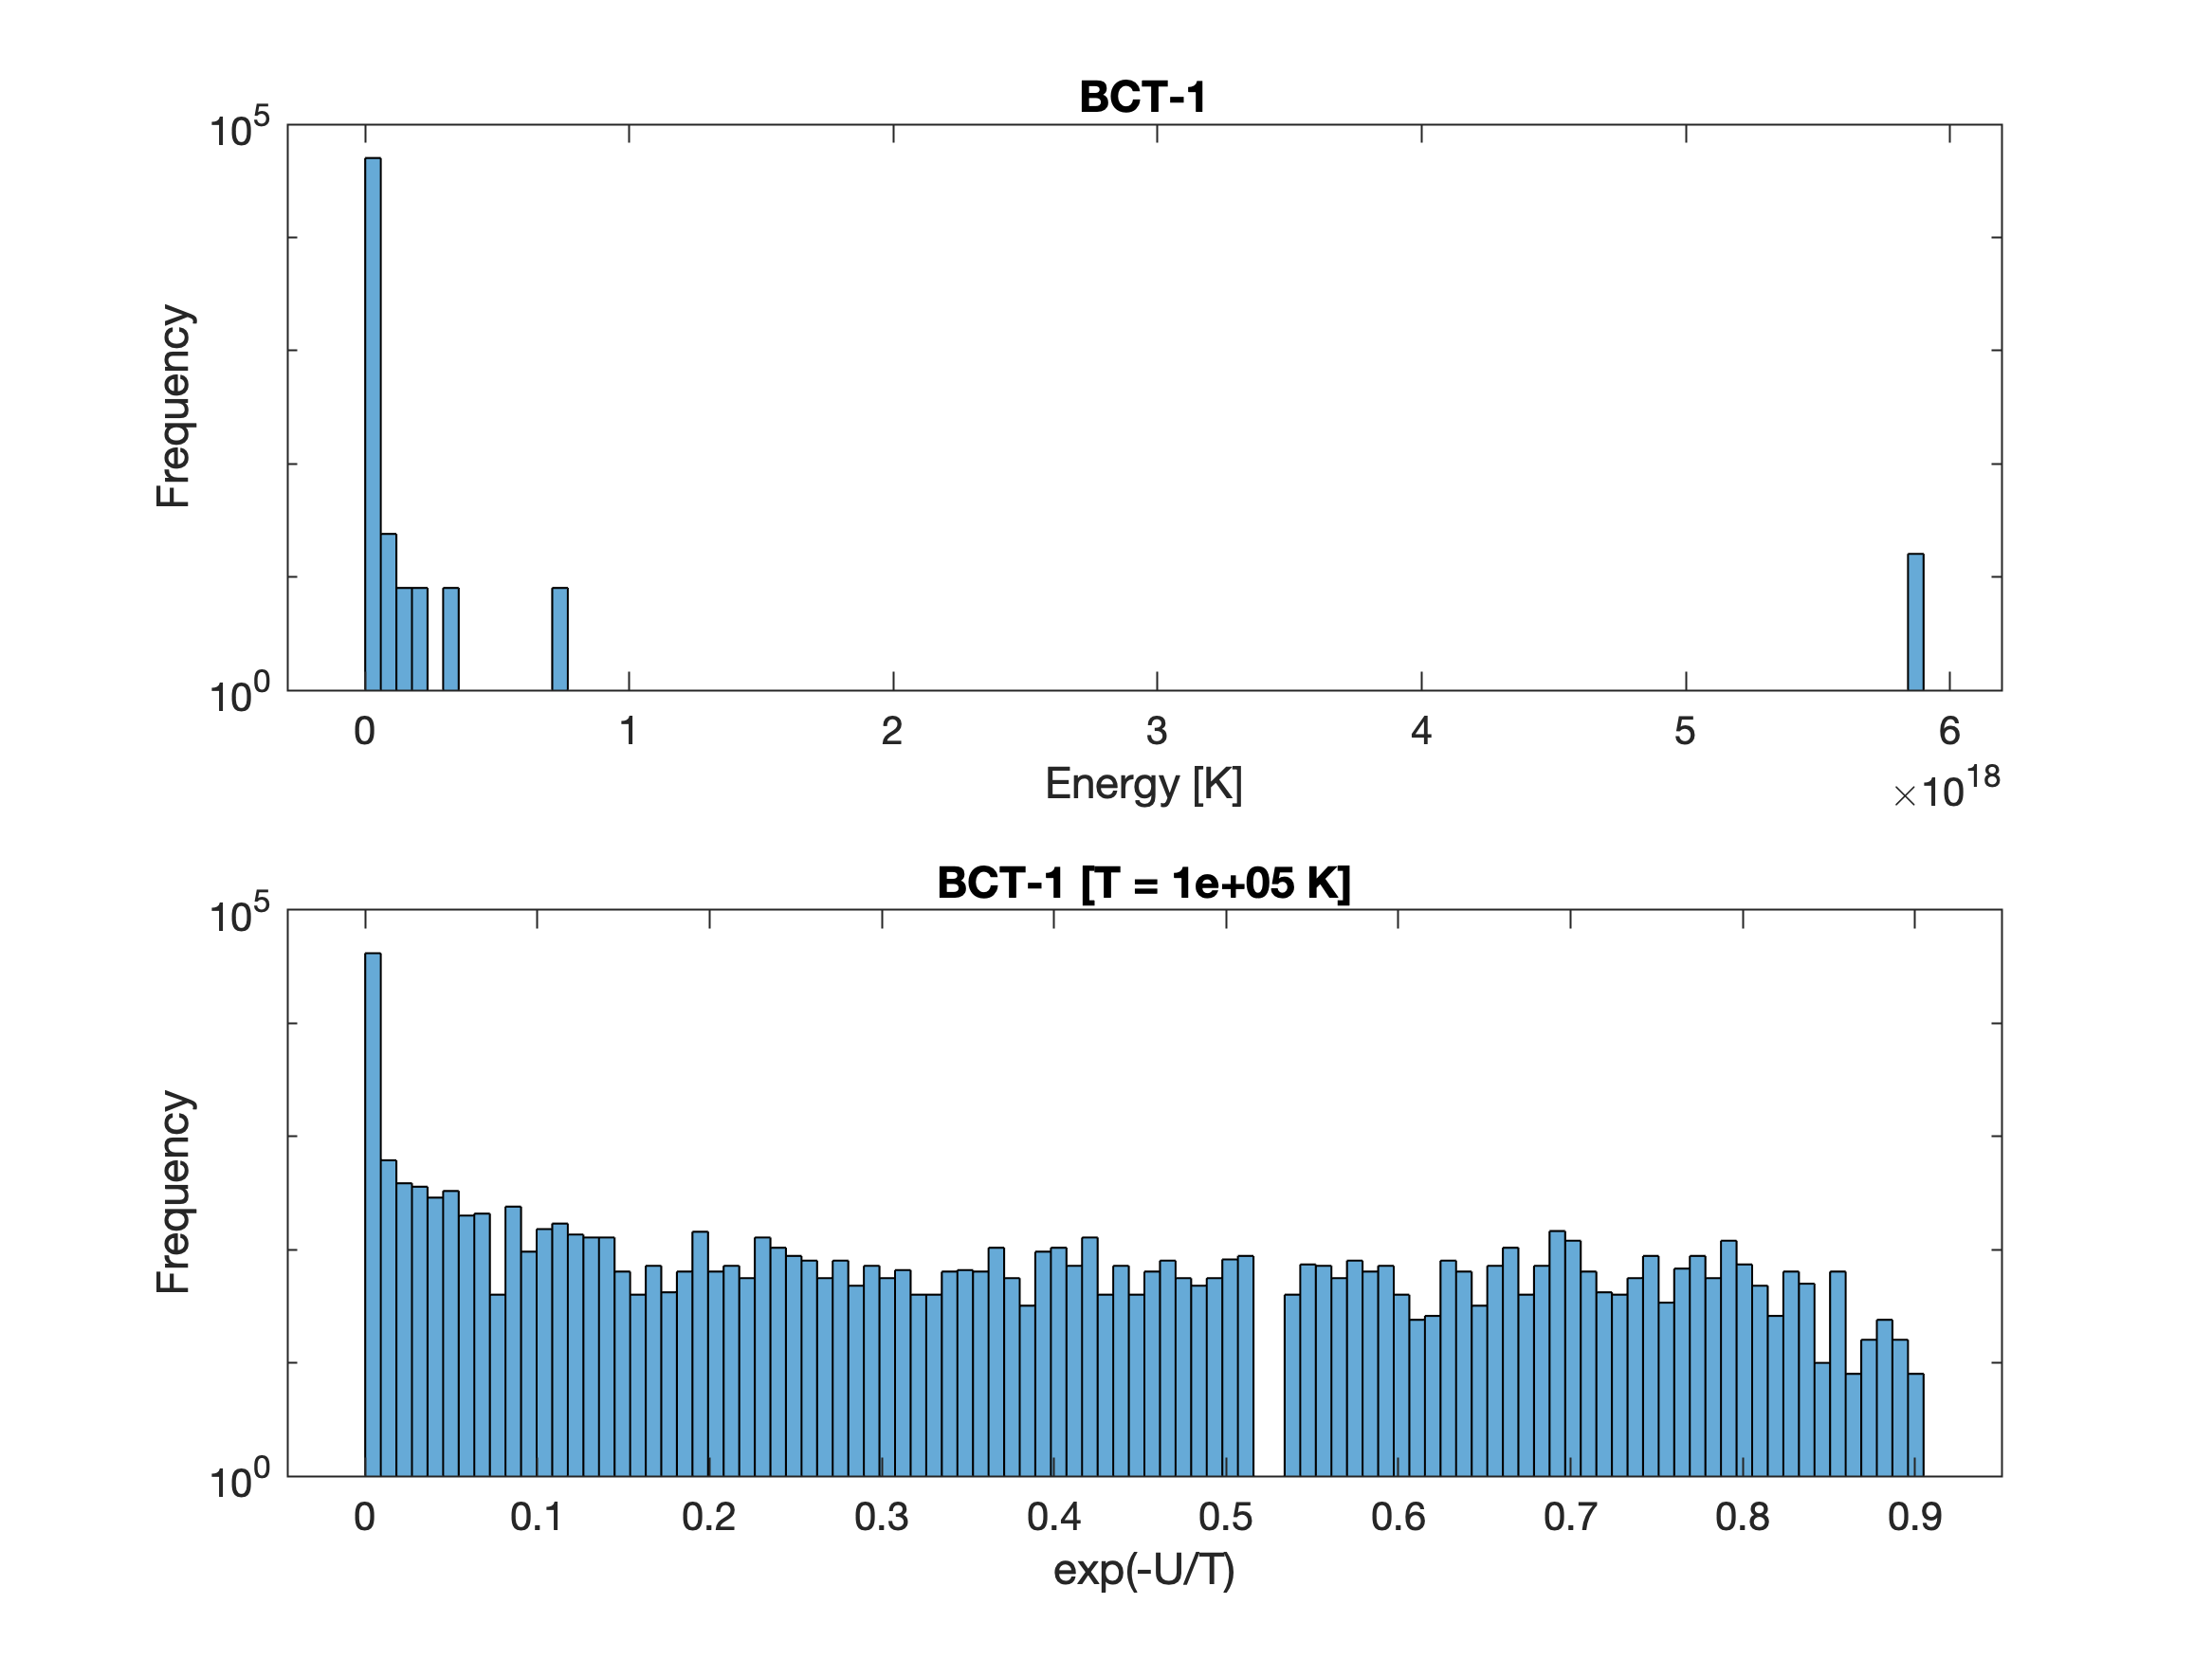 BCT-1
10^5
Frequency
10^0
0 1 2 3 4 5 6
Energy [K]
×10^18
BCT-1 [T = 1e+05 K]
10^5
Frequency
10^0
0 0.1 0.2 0.3 0.4 0.5 0.6 0.7 0.8 0.9
exp(-U/T)